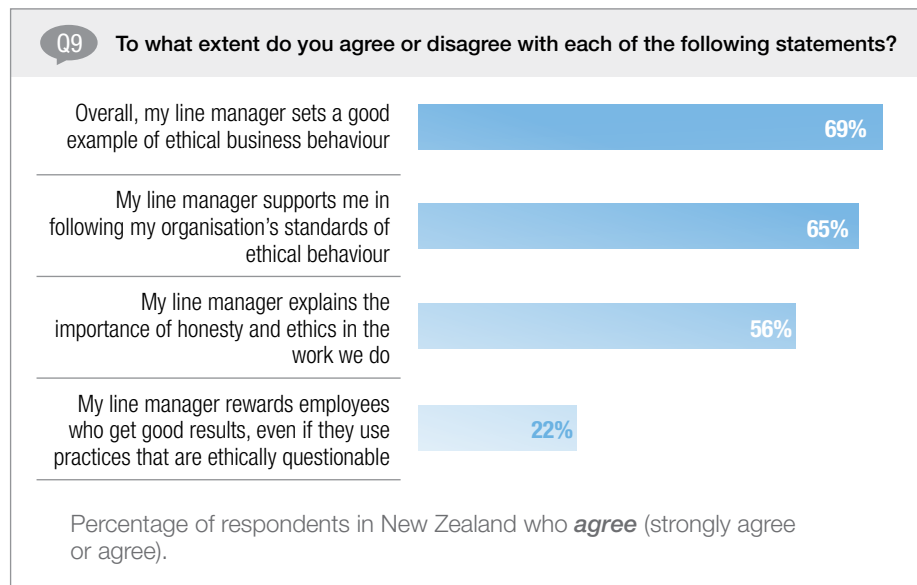 Q9 To what extent do you agree or disagree with each of the following statements?
Overall, my line manager sets a good
example of ethical business behaviour
69%
My line manager supports me in
following my organisation’s standards of
ethical behaviour
65%
My line manager explains the
importance of honesty and ethics in the
work we do
56%
My line manager rewards employees
who get good results, even if they use
practices that are ethically questionable
22%
Percentage of respondents in New Zealand who agree (strongly agree
or agree).